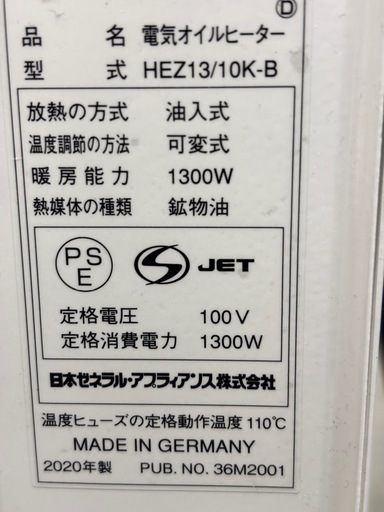 D
品 名 電気オイルヒーター
型 式 HEZ13/10K-B
放熱の方式 油入式
温度調節の方法 可変式
暖房能力 1300W
熱媒体の種類 鉱物油
PS
E
S JET
定格電圧 100V
定格消費電力 1300W
日本ゼネラル・アプライアンス株式会社
温度ヒューズの定格動作温度110℃
MADE IN GERMANY
2020年製 PUB. NO. 36M2001